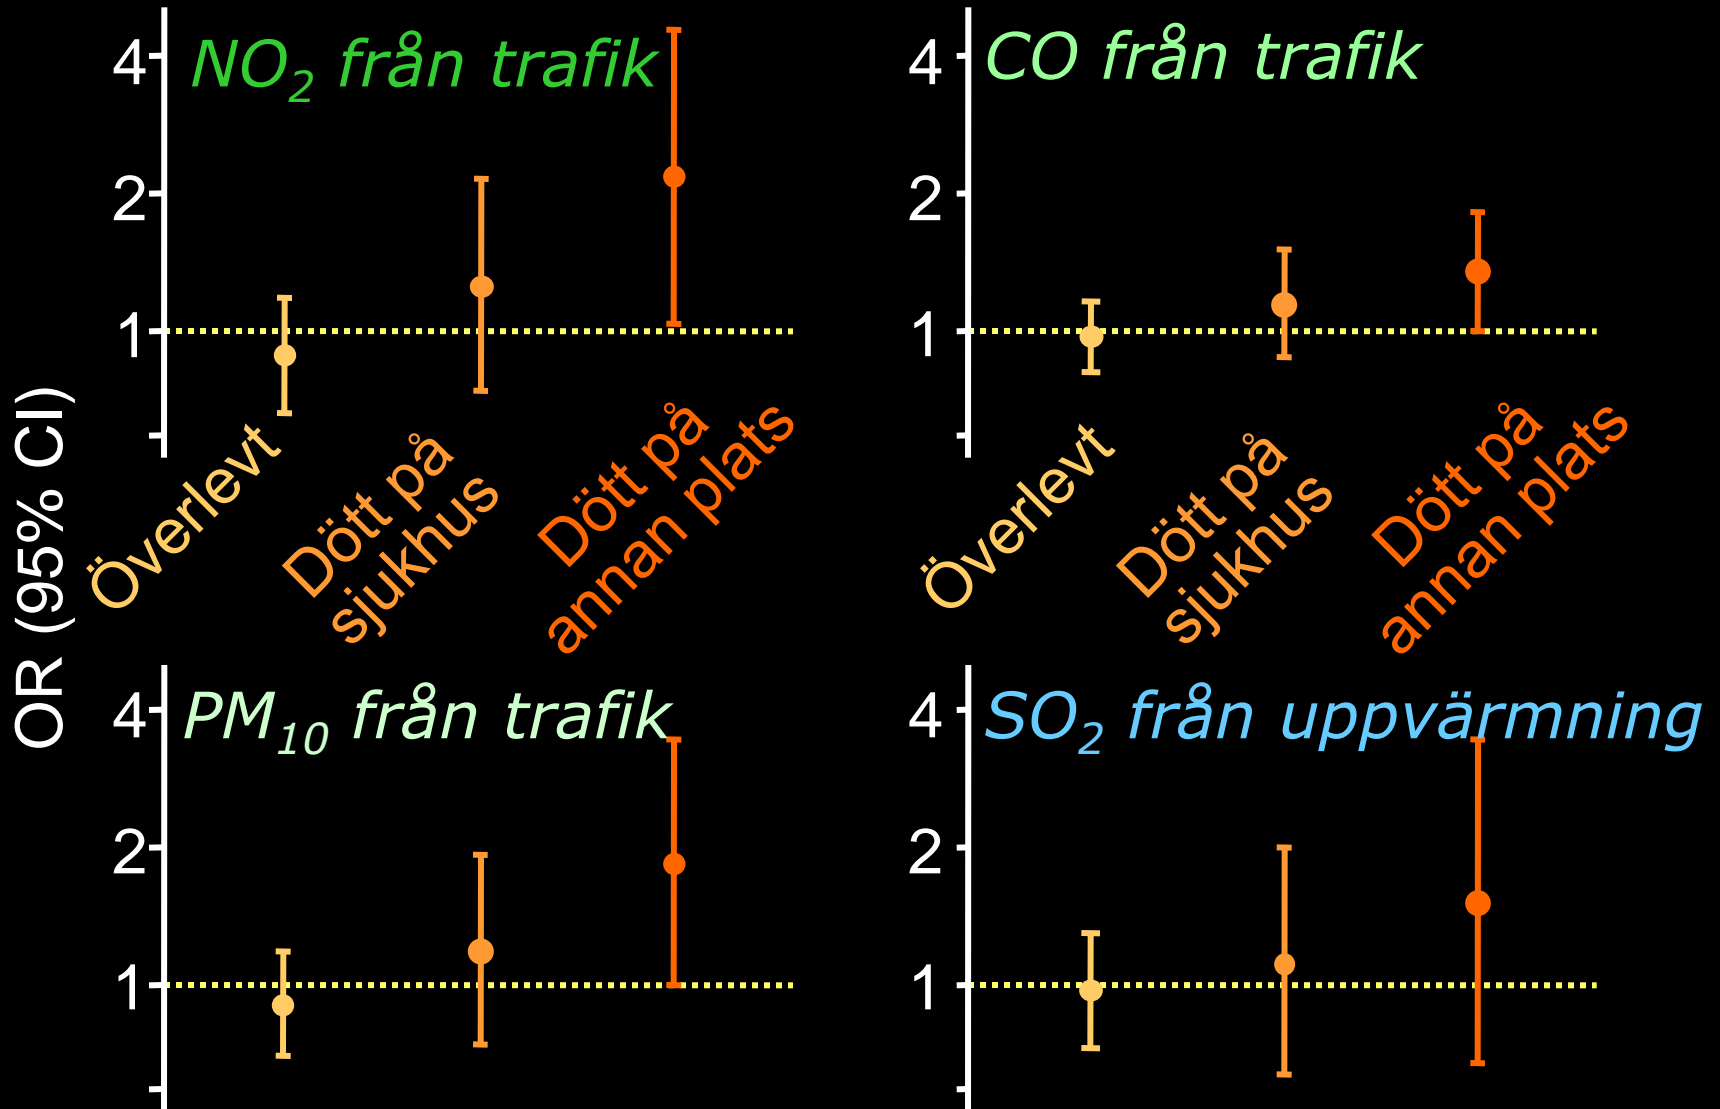 OR (95% CI)
NO₂ från trafik
4
2
1
Överlevt
Dött på
sjukhus
Dött på
annan plats
CO från trafik
4
2
1
Överlevt
Dött på
sjukhus
Dött på
annan plats
PM₁₀ från trafik
4
2
1
SO₂ från uppvärmning
4
2
1